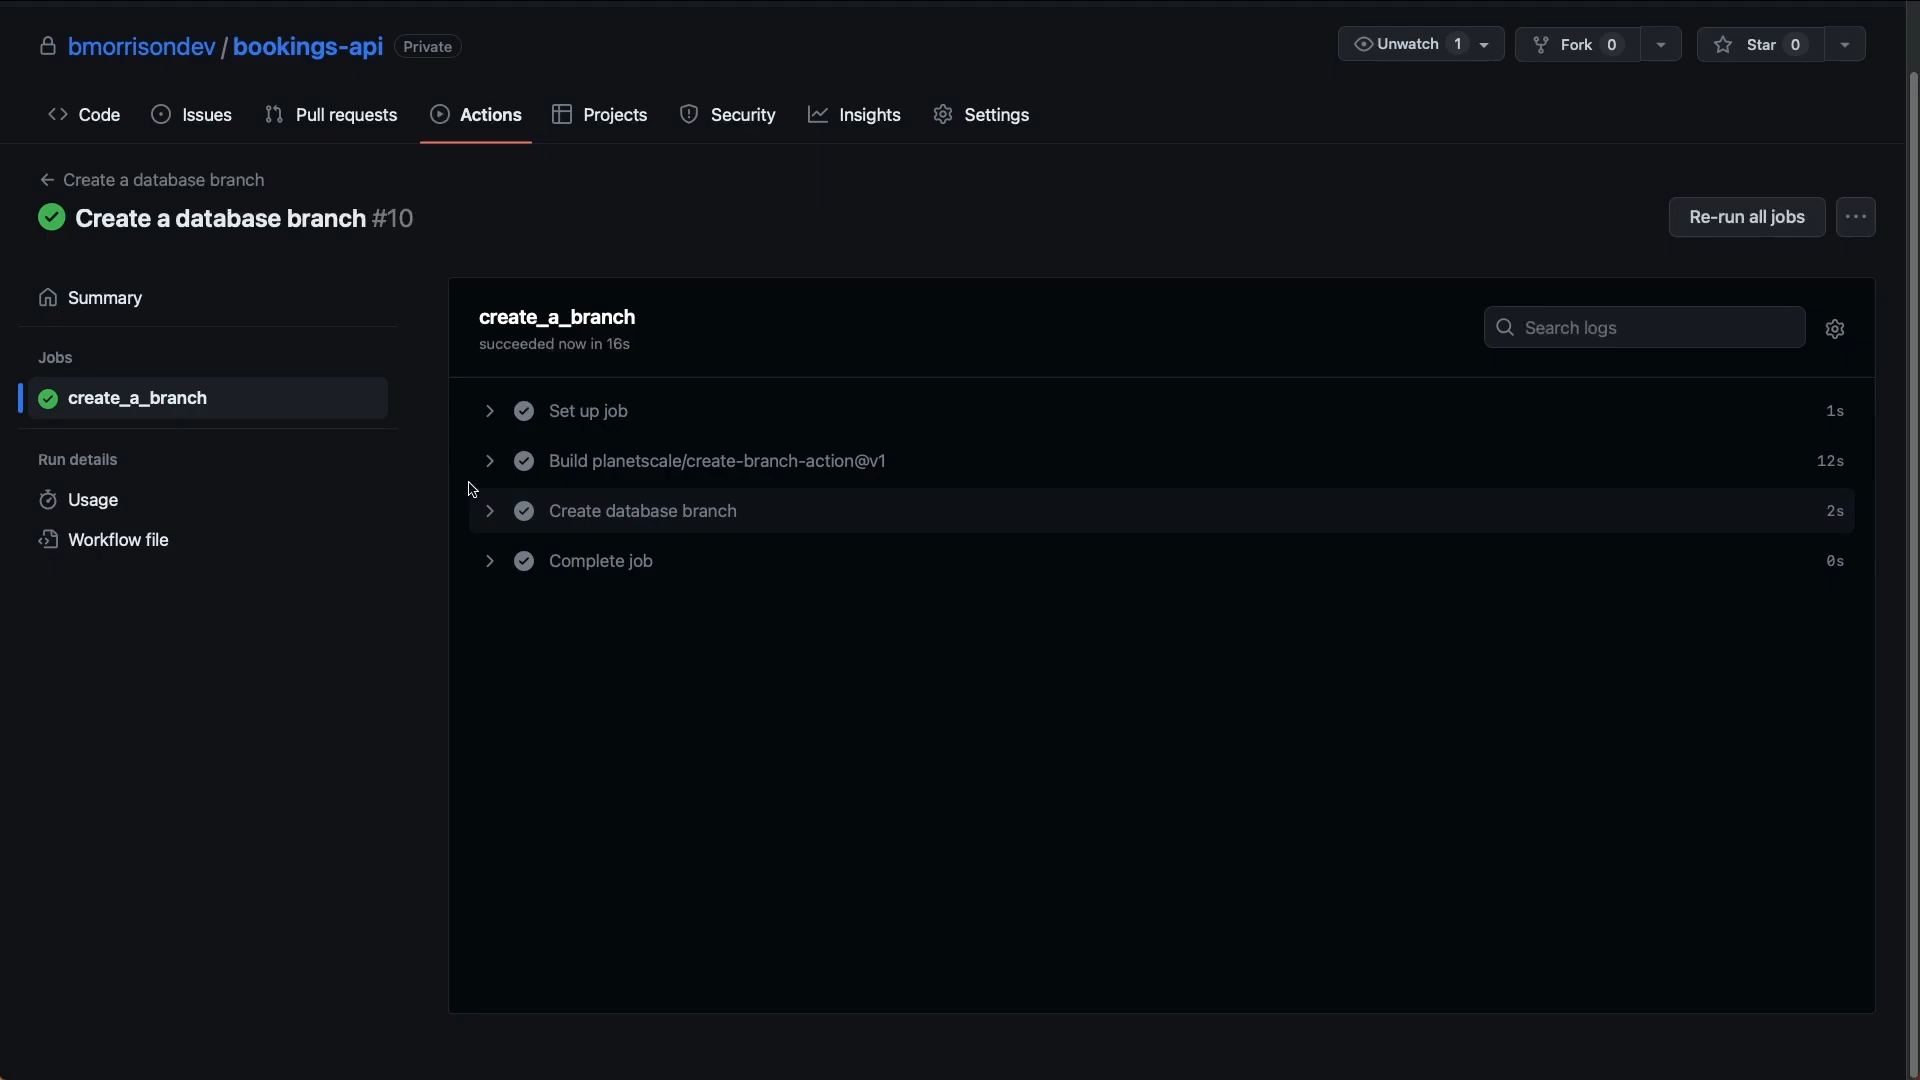 bmorrisondev / bookings-api Private Unwatch 1 Fork 0 Star 0
Code Issues Pull requests Actions Projects Security Insights Settings
Create a database branch
Create a database branch #10
Re-run all jobs
Summary
Jobs
create_a_branch
Run details
Usage
Workflow file
create_a_branch
succeeded now in 16s
Search logs
Set up job 1s
Build planetscale/create-branch-action@v1 12s
Create database branch 2s
Complete job 0s